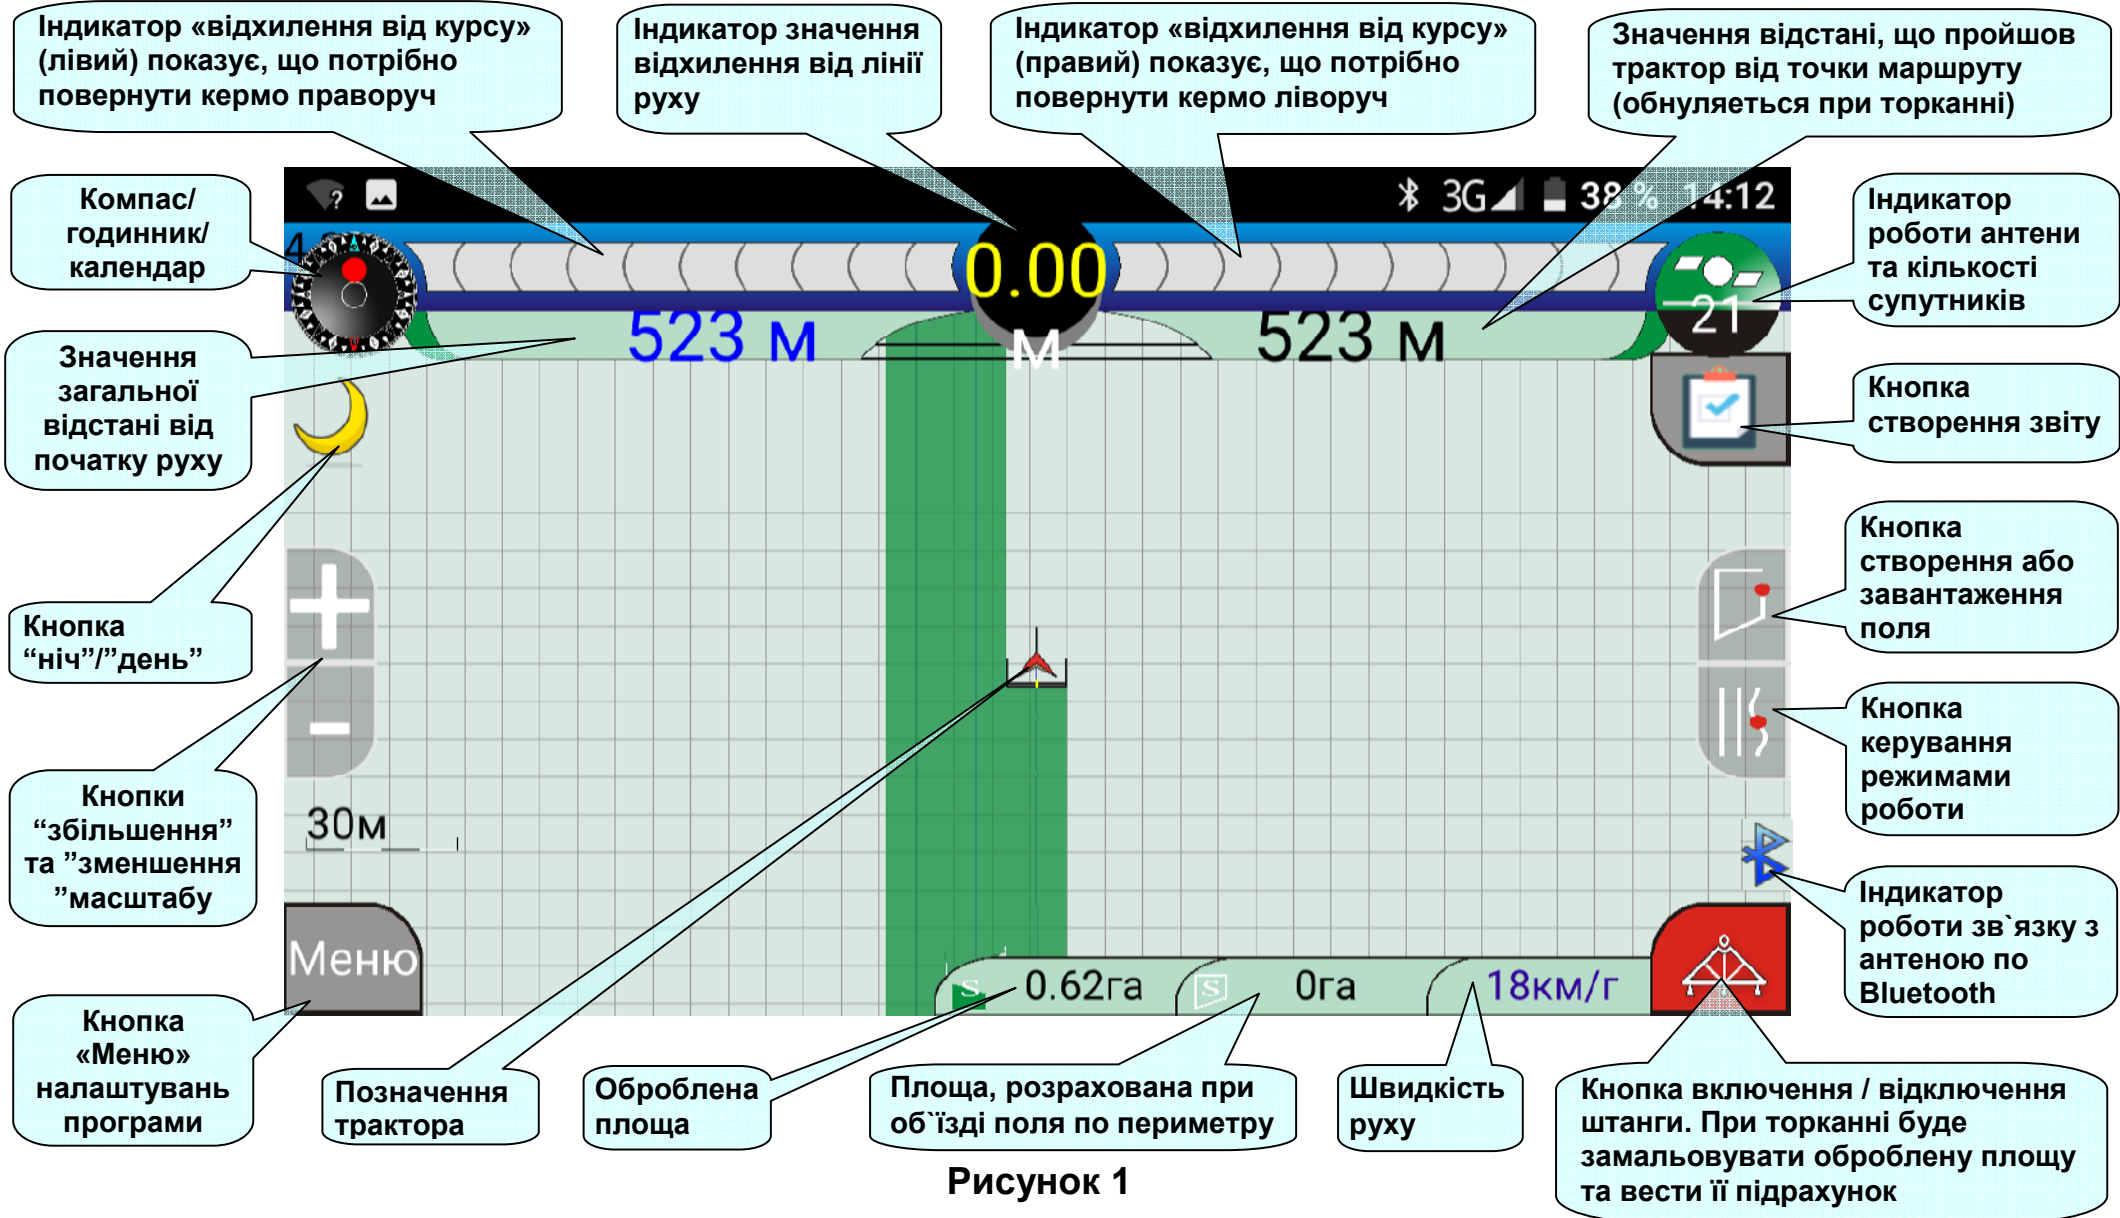 Індикатор «відхилення від курсу»
(лівий) показує, що потрібно
повернути кермо праворуч
Індикатор значення
відхилення від лінії
руху
Індикатор «відхилення від курсу»
(правий) показує, що потрібно
повернути кермо ліворуч
Значення відстані, що пройшов
трактор від точки маршруту
(обнуляеться при торканні)
Компас/
годинник/
календар
?
3G
38 %
14:12
Індикатор
роботи антени
та кількості
супутників
0.00
м
21
523 м
523 м
Значення
загальної
відстані від
початку руху
Кнопка
створення звіту
Кнопка
створення або
завантаження
поля
Кнопка
“ніч”/”день”
+
-
Кнопка
керування
режимами
роботи
Кнопки
“збільшення”
та ”зменшення
”масштабу
30м
Індикатор
роботи зв`язку з
антеною по
Bluetooth
Меню
S
0.62га
S
0га
18км/г
Кнопка
«Меню»
налаштувань
програми
Позначення
трактора
Оброблена
площа
Площа, розрахована при
об`їзді поля по периметру
Швидкість
руху
Кнопка включення / відключення
штанги. При торканні буде
замальовувати оброблену площу
та вести її підрахунок
Рисунок 1